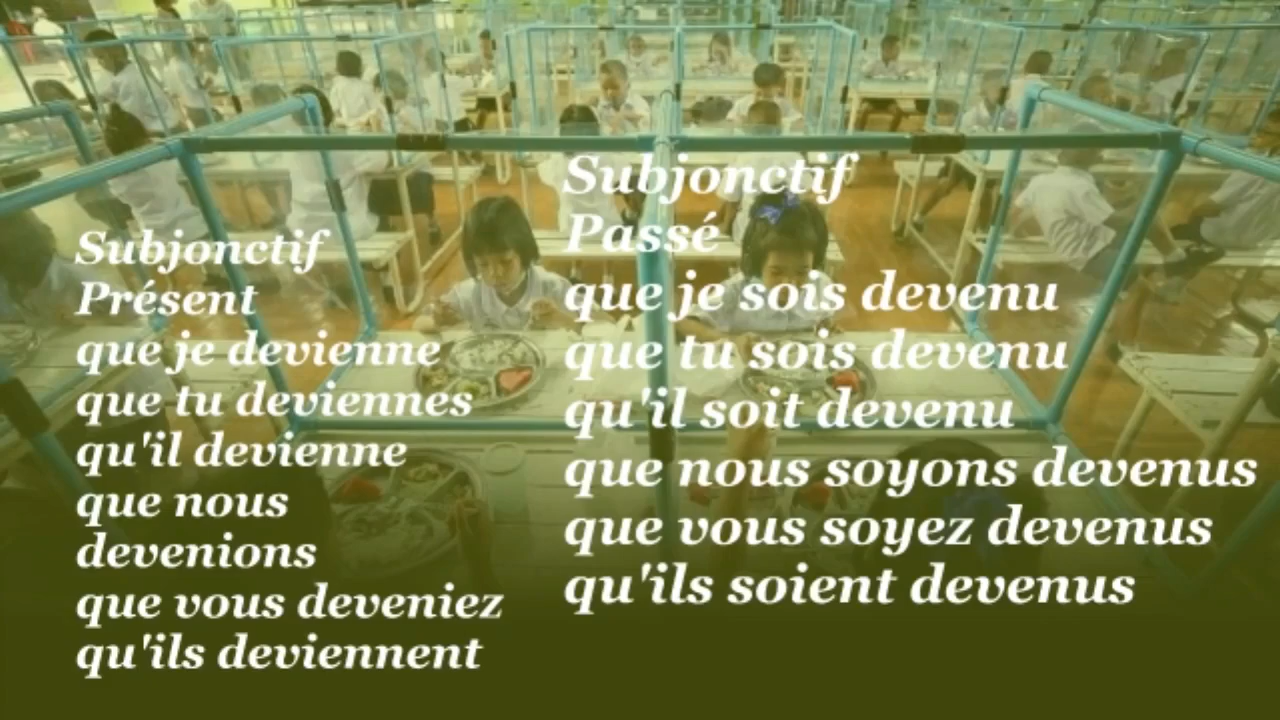 Subjonctif
Présent
que je devienne
que tu deviennes
qu'il devienne
que nous
devenions
que vous deveniez
qu'ils deviennent
Subjonctif
Passé
que je sois devenu
que tu sois devenu
qu'il soit devenu
que nous soyons devenus
que vous soyez devenus
qu'ils soient devenus